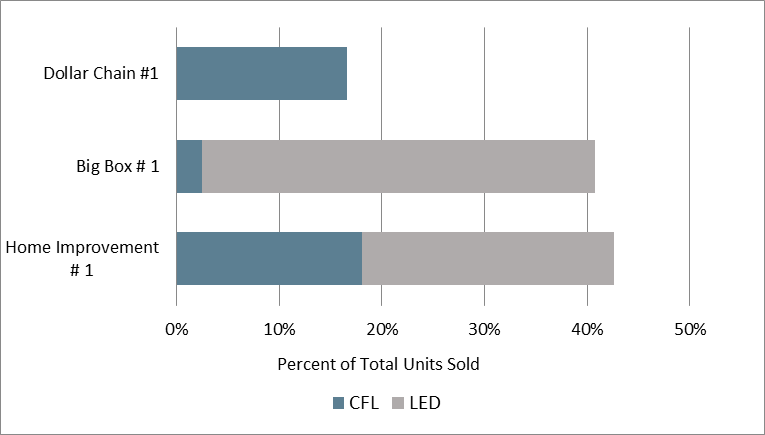 Dollar Chain #1
Big Box # 1
Home Improvement
# 1
0% 10% 20% 30% 40% 50%
Percent of Total Units Sold
CFL LED